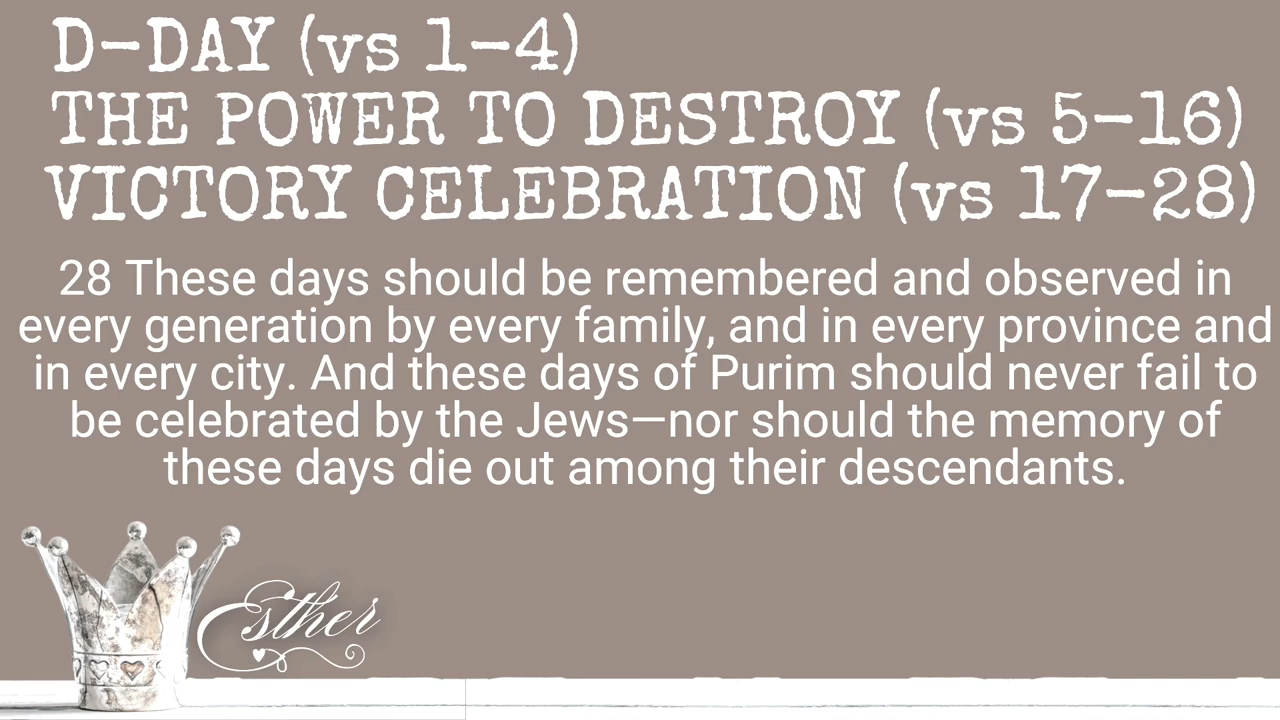 D-DAY (vs 1-4)
THE POWER TO DESTROY (vs 5-16)
VICTORY CELEBRATION (vs 17-28)
28 These days should be remembered and observed in
every generation by every family, and in every province and
in every city. And these days of Purim should never fail to
be celebrated by the Jews—nor should the memory of
these days die out among their descendants.
Esther